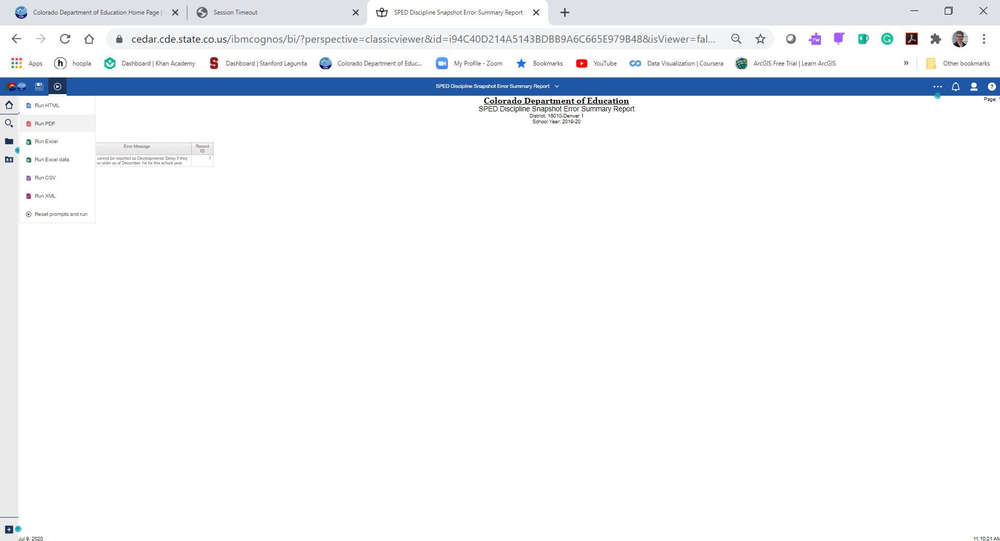 Colorado Department of Education Home Page |
Session Timeout
SPED Discipline Snapshot Error Summary Report
cedar.cde.state.co.us/ibmcognos/bi/?perspective=classicviewer&id=i94C40D214A5143BDBB9A6C665E979B48&isViewer=fal...
Apps
hoopla
Dashboard | Khan Academy
Dashboard | Stanford Lagunita
Colorado Department of Educ...
My Profile - Zoom
Bookmarks
YouTube
Data Visualization | Coursera
ArcGIS Free Trial | Learn ArcGIS
»
Other bookmarks
SPED Discipline Snapshot Error Summary Report
Colorado Department of Education
Page: 1
SPED Discipline Snapshot Error Summary Report
District: 16010-Denver 1
School Year: 2019-20
Run HTML
Run PDF
Run Excel
Run Excel data
Run CSV
Run XML
Reset prompts and run
Error Message
Record
ID
cannot be reported as Developmental Delay if they
or older as of December 1st for this school year.
1
Jul 9, 2020
11:10:21 AM